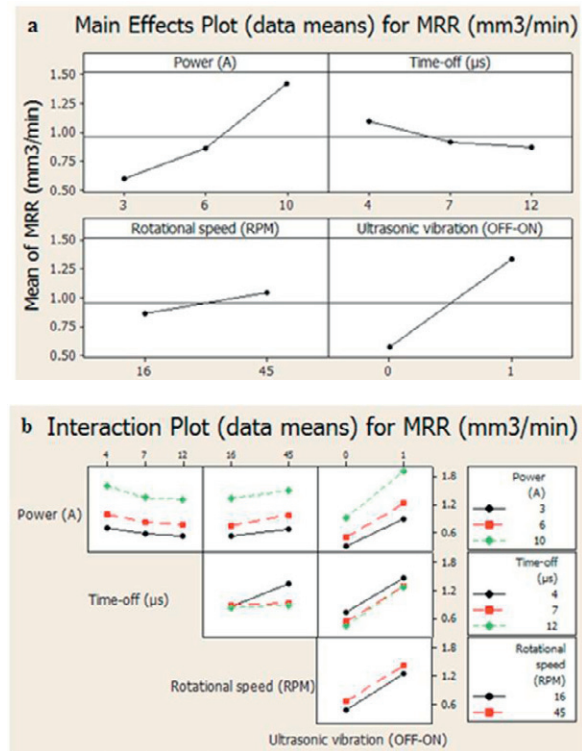 a Main Effects Plot (data means) for MRR (mm3/min)
Power (A) Time-off (μs)
1.50
1.25
1.00
0.75
0.50
3 6 10 4 7 12
Rotational speed (RPM) Ultrasonic vibration (OFF-ON)
1.50
1.25
1.00
0.75
0.50
16 45 0 1
Mean of MRR (mm3/min)
b Interaction Plot (data means) for MRR (mm3/min)
4 7 12 16 45 0 1
Power (A)
1.8
1.2
0.6
Power
(A)
3
6
10
Time-off (μs)
1.8
1.2
0.6
Time-off
(μs)
4
7
12
Rotational speed (RPM)
1.8
1.2
0.6
Rotational
speed
(RPM)
16
45
Ultrasonic vibration (OFF-ON)